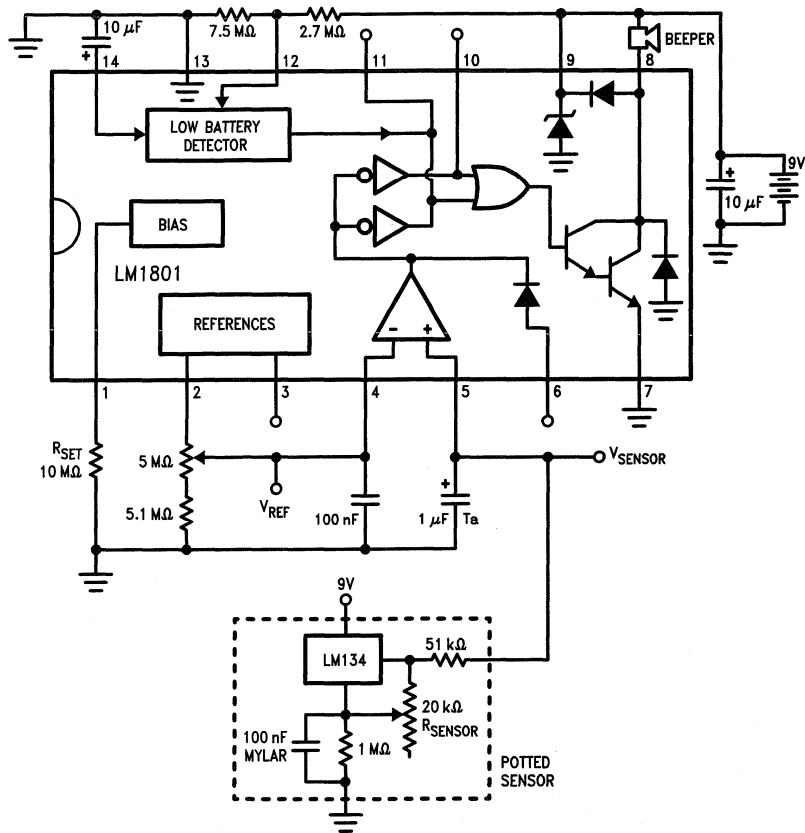 10 µF
7.5 MΩ
2.7 MΩ
BEEPER
+
14
13
12
11
10
9
8
LOW BATTERY
DETECTOR
9V
+
10 µF
BIAS
LM1801
REFERENCES
-
+
1
2
3
4
5
6
7
RSET
10 MΩ
5 MΩ
5.1 MΩ
VREF
100 nF
+
1 µF
Ta
VSENSOR
9V
LM134
51 kΩ
20 kΩ
RSENSOR
100 nF
MYLAR
1 MΩ
POTTED
SENSOR